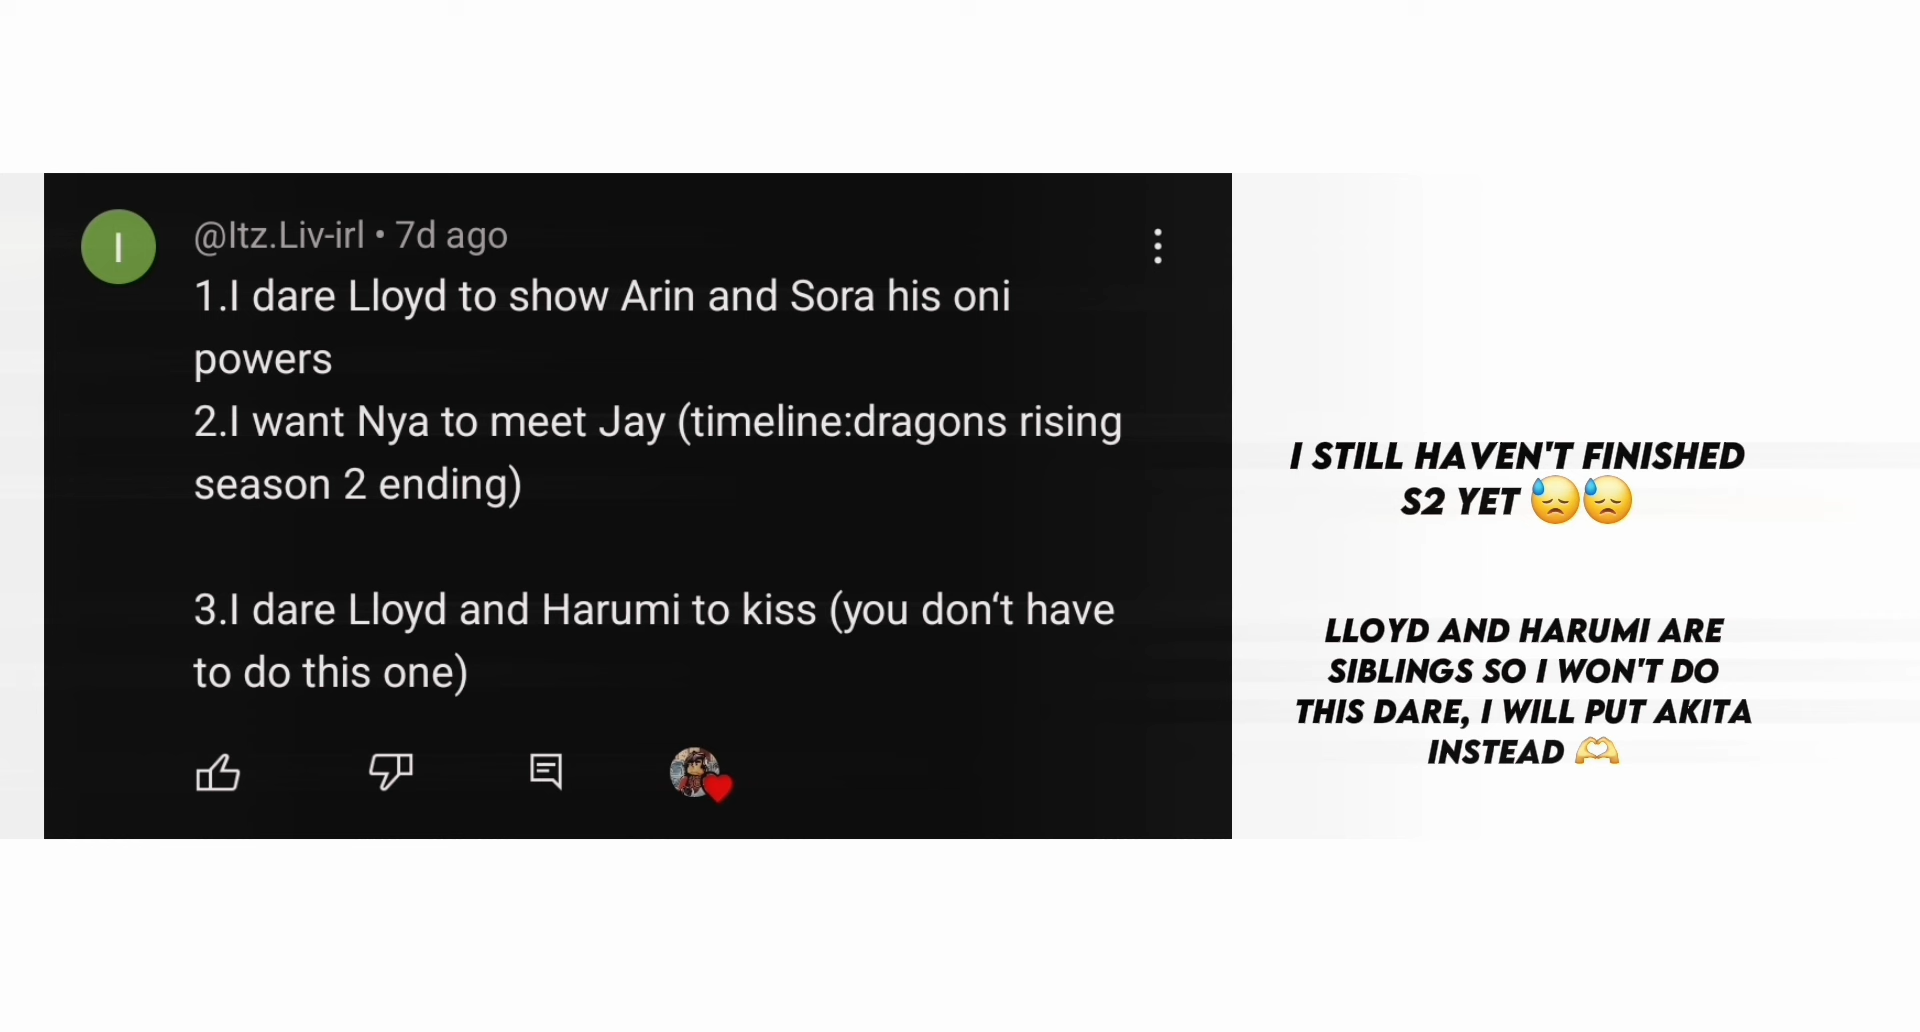 I
@Itz.Liv-irl • 7d ago
1.I dare Lloyd to show Arin and Sora his oni
powers
2.I want Nya to meet Jay (timeline:dragons rising
season 2 ending)
3.I dare Lloyd and Harumi to kiss (you don‘t have
to do this one)
I STILL HAVEN'T FINISHED
S2 YET 😓😓
LLOYD AND HARUMI ARE
SIBLINGS SO I WON'T DO
THIS DARE, I WILL PUT AKITA
INSTEAD 🫶